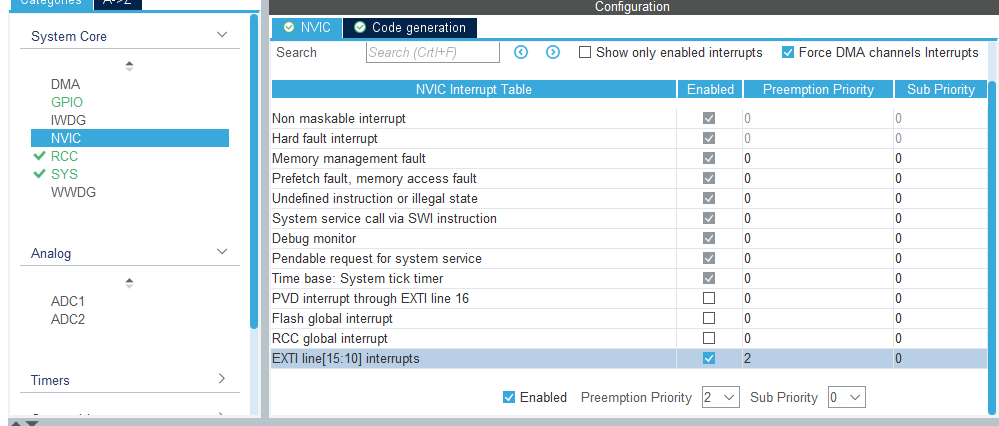 Categories A->Z
Configuration
System Core
DMA
GPIO
IWDG
NVIC
RCC
SYS
WWDG
Analog
ADC1
ADC2
Timers
NVIC Code generation
Search Search (Crtl+F) Show only enabled interrupts Force DMA channels Interrupts
NVIC Interrupt Table Enabled Preemption Priority Sub Priority
Non maskable interrupt 0 0
Hard fault interrupt 0 0
Memory management fault 0 0
Prefetch fault, memory access fault 0 0
Undefined instruction or illegal state 0 0
System service call via SWI instruction 0 0
Debug monitor 0 0
Pendable request for system service 0 0
Time base: System tick timer 0 0
PVD interrupt through EXTI line 16 0 0
Flash global interrupt 0 0
RCC global interrupt 0 0
EXTI line[15:10] interrupts 2 0
Enabled Preemption Priority 2 Sub Priority 0